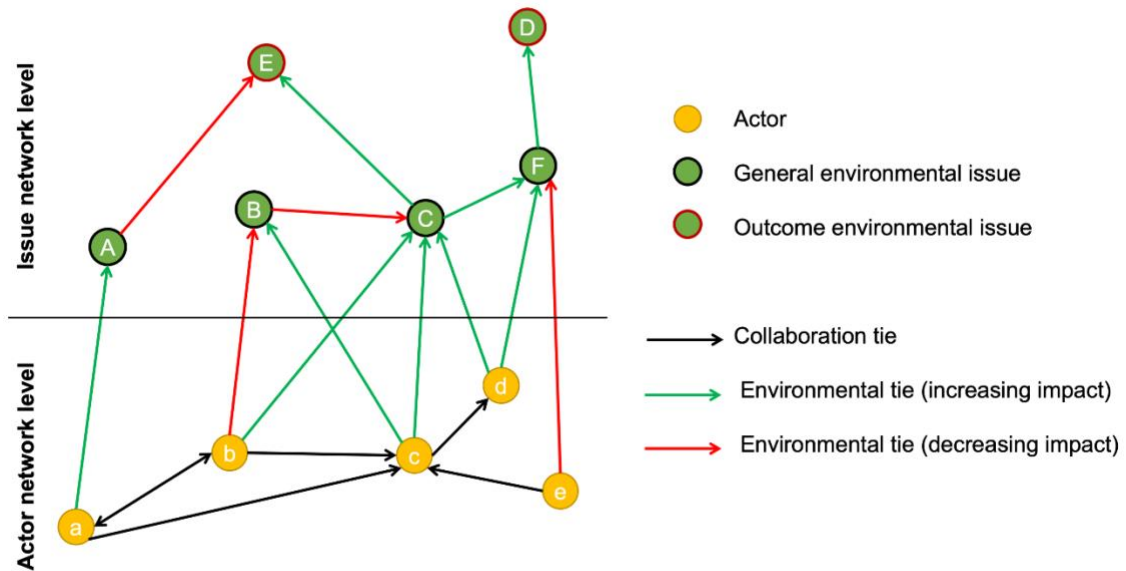 Issue network level
Actor network level
D
E
F
B
C
A
d
b
c
e
a
Actor
General environmental issue
Outcome environmental issue
Collaboration tie
Environmental tie (increasing impact)
Environmental tie (decreasing impact)